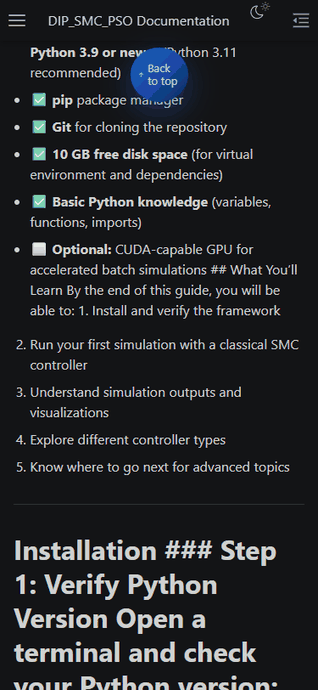 DIP_SMC_PSO Documentation
Python 3.9 or new (Python 3.11
recommended)
↑ Back
to top
✅ pip package manager
✅ Git for cloning the repository
✅ 10 GB free disk space (for virtual
environment and dependencies)
✅ Basic Python knowledge (variables,
functions, imports)
⬜ Optional: CUDA-capable GPU for
accelerated batch simulations ## What You'll
Learn By the end of this guide, you will be
able to: 1. Install and verify the framework
2. Run your first simulation with a classical SMC
controller
3. Understand simulation outputs and
visualizations
4. Explore different controller types
5. Know where to go next for advanced topics
Installation ### Step
1: Verify Python
Version Open a
terminal and check
your Python version: